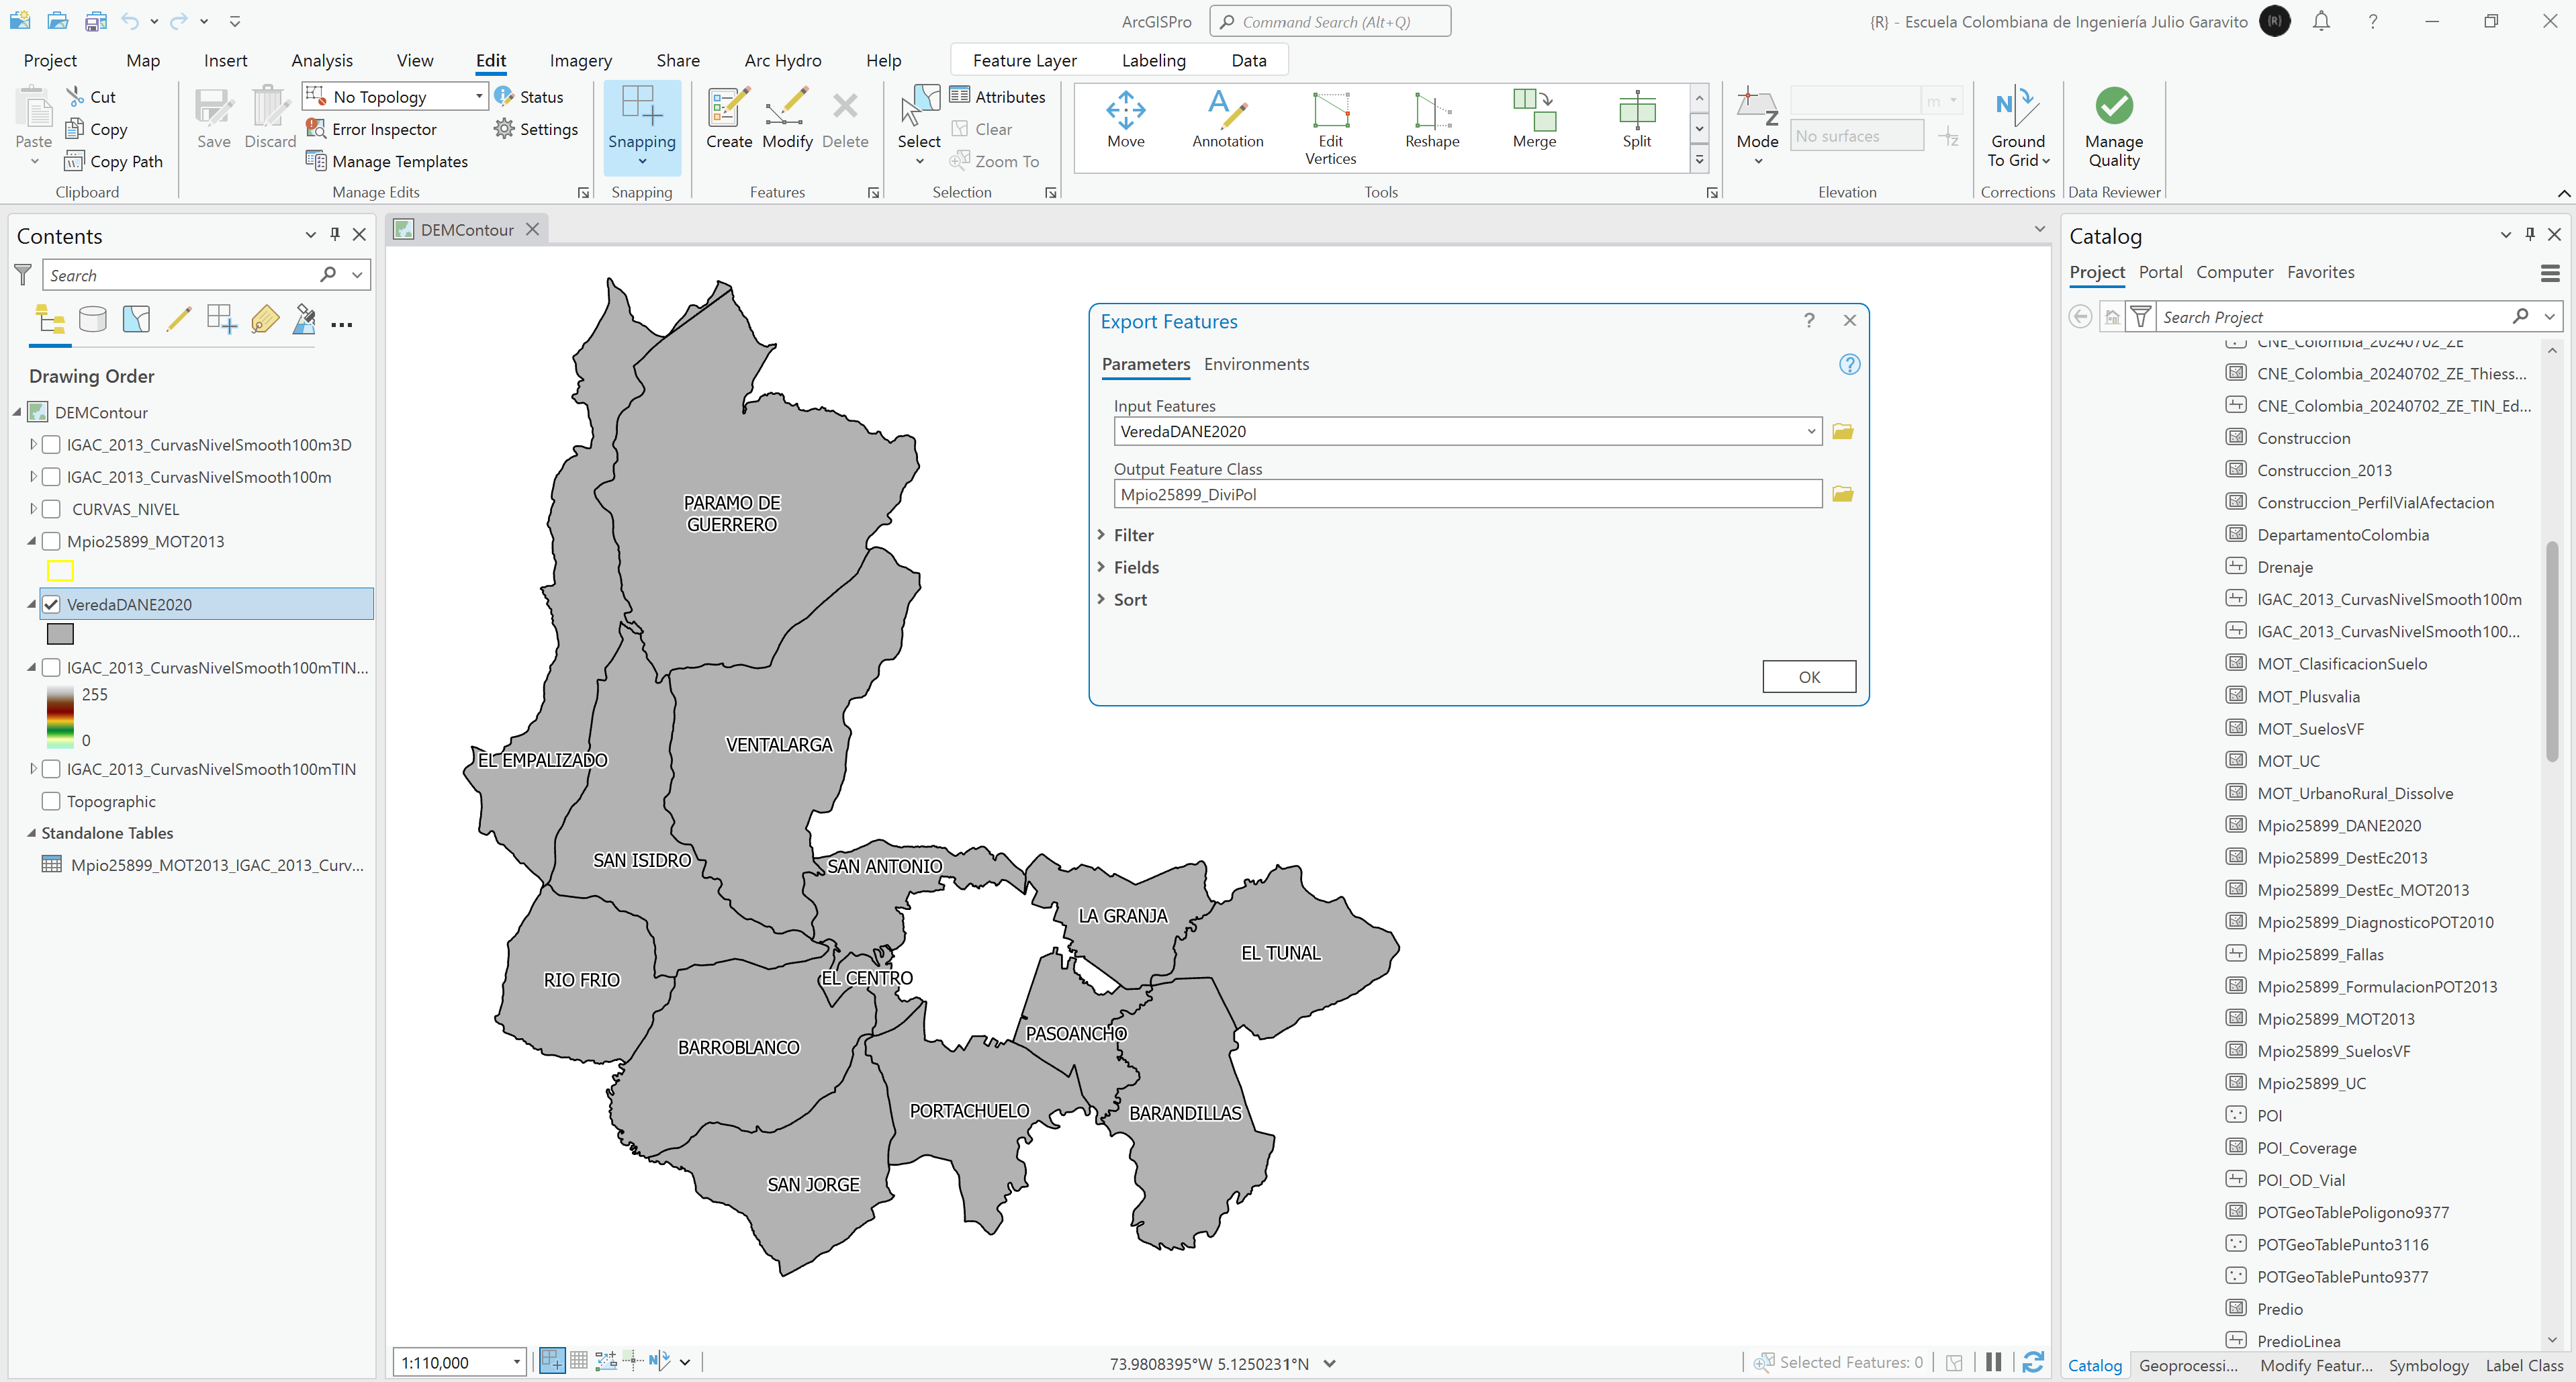 ArcGISPro
Command Search (Alt+Q)
{R} - Escuela Colombiana de Ingeniería Julio Garavito
{R}
Project
Map
Insert
Analysis
View
Edit
Imagery
Share
Arc Hydro
Help
Feature Layer
Labeling
Data
Paste
Cut
Copy
Copy Path
Clipboard
Save
Discard
No Topology
Error Inspector
Manage Templates
Status
Settings
Manage Edits
Snapping
Snapping
Create
Modify
Delete
Features
Select
Attributes
Clear
Zoom To
Selection
Move
Annotation
Edit
Vertices
Reshape
Merge
Split
Tools
Mode
m
No surfaces
Elevation
Ground
To Grid
Corrections
Manage
Quality
Data Reviewer
Contents
Search
Drawing Order
DEMContour
IGAC_2013_CurvasNivelSmooth100m3D
IGAC_2013_CurvasNivelSmooth100m
CURVAS_NIVEL
Mpio25899_MOT2013
VeredaDANE2020
IGAC_2013_CurvasNivelSmooth100mTIN...
255
0
IGAC_2013_CurvasNivelSmooth100mTIN
Topographic
Standalone Tables
Mpio25899_MOT2013_IGAC_2013_Curv...
DEMContour
PARAMO DE
GUERRERO
VENTALARGA
EL EMPALIZADO
SAN ISIDRO
SAN ANTONIO
LA GRANJA
EL TUNAL
RIO FRIO
EL CENTRO
PASOANCHO
BARROBLANCO
PORTACHUELO
BARANDILLAS
SAN JORGE
Export Features
Parameters
Environments
Input Features
VeredaDANE2020
Output Feature Class
Mpio25899_DiviPol
Filter
Fields
Sort
OK
1:110,000
73.9808395°W 5.1250231°N
Selected Features: 0
Catalog
Project
Portal
Computer
Favorites
Search Project
CNE_Colombia_20240702_ZE
CNE_Colombia_20240702_ZE_Thiess...
CNE_Colombia_20240702_ZE_TIN_Ed...
Construccion
Construccion_2013
Construccion_PerfilVialAfectacion
DepartamentoColombia
Drenaje
IGAC_2013_CurvasNivelSmooth100m
IGAC_2013_CurvasNivelSmooth100...
MOT_ClasificacionSuelo
MOT_Plusvalia
MOT_SuelosVF
MOT_UC
MOT_UrbanoRural_Dissolve
Mpio25899_DANE2020
Mpio25899_DestEc2013
Mpio25899_DestEc_MOT2013
Mpio25899_DiagnosticoPOT2010
Mpio25899_Fallas
Mpio25899_FormulacionPOT2013
Mpio25899_MOT2013
Mpio25899_SuelosVF
Mpio25899_UC
POI
POI_Coverage
POI_OD_Vial
POTGeoTablePoligono9377
POTGeoTablePunto3116
POTGeoTablePunto9377
Predio
PredioLinea
Catalog
Geoprocessi...
Modify Featur...
Symbology
Label Class